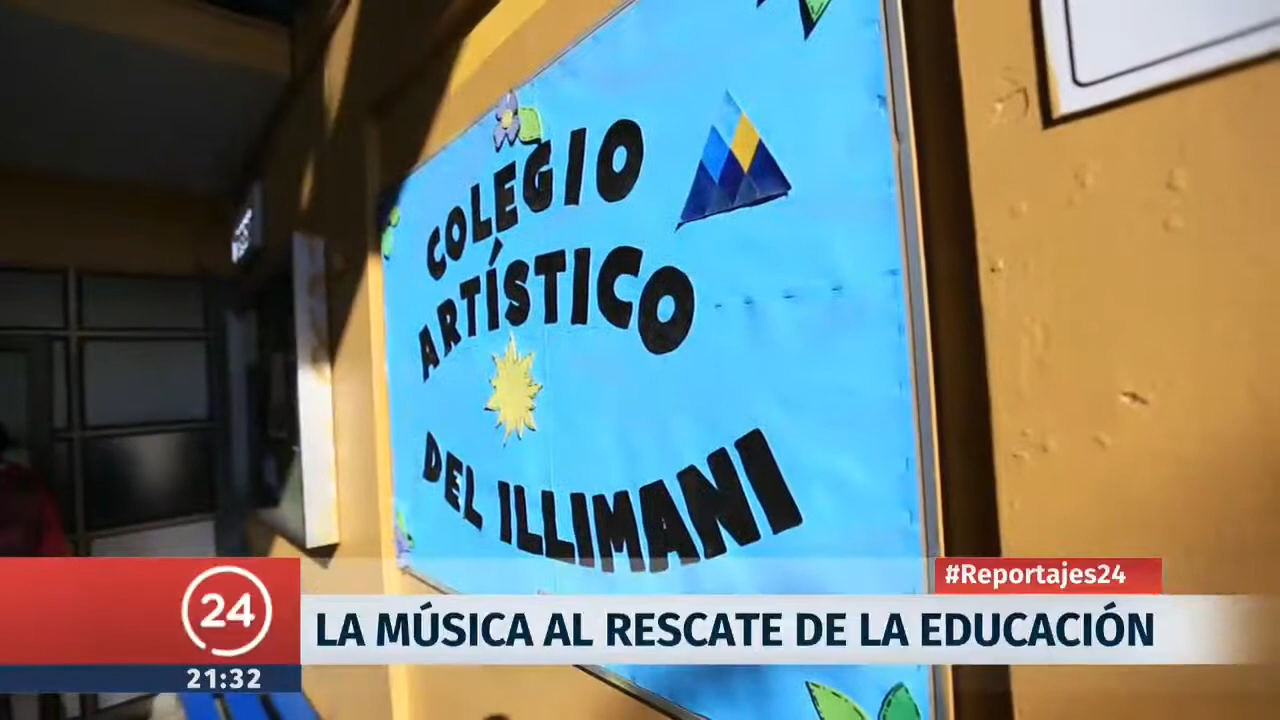 COLEGIO
ARTÍSTICO
DEL ILLIMANI
#Reportajes24
24
LA MÚSICA AL RESCATE DE LA EDUCACIÓN
21:32